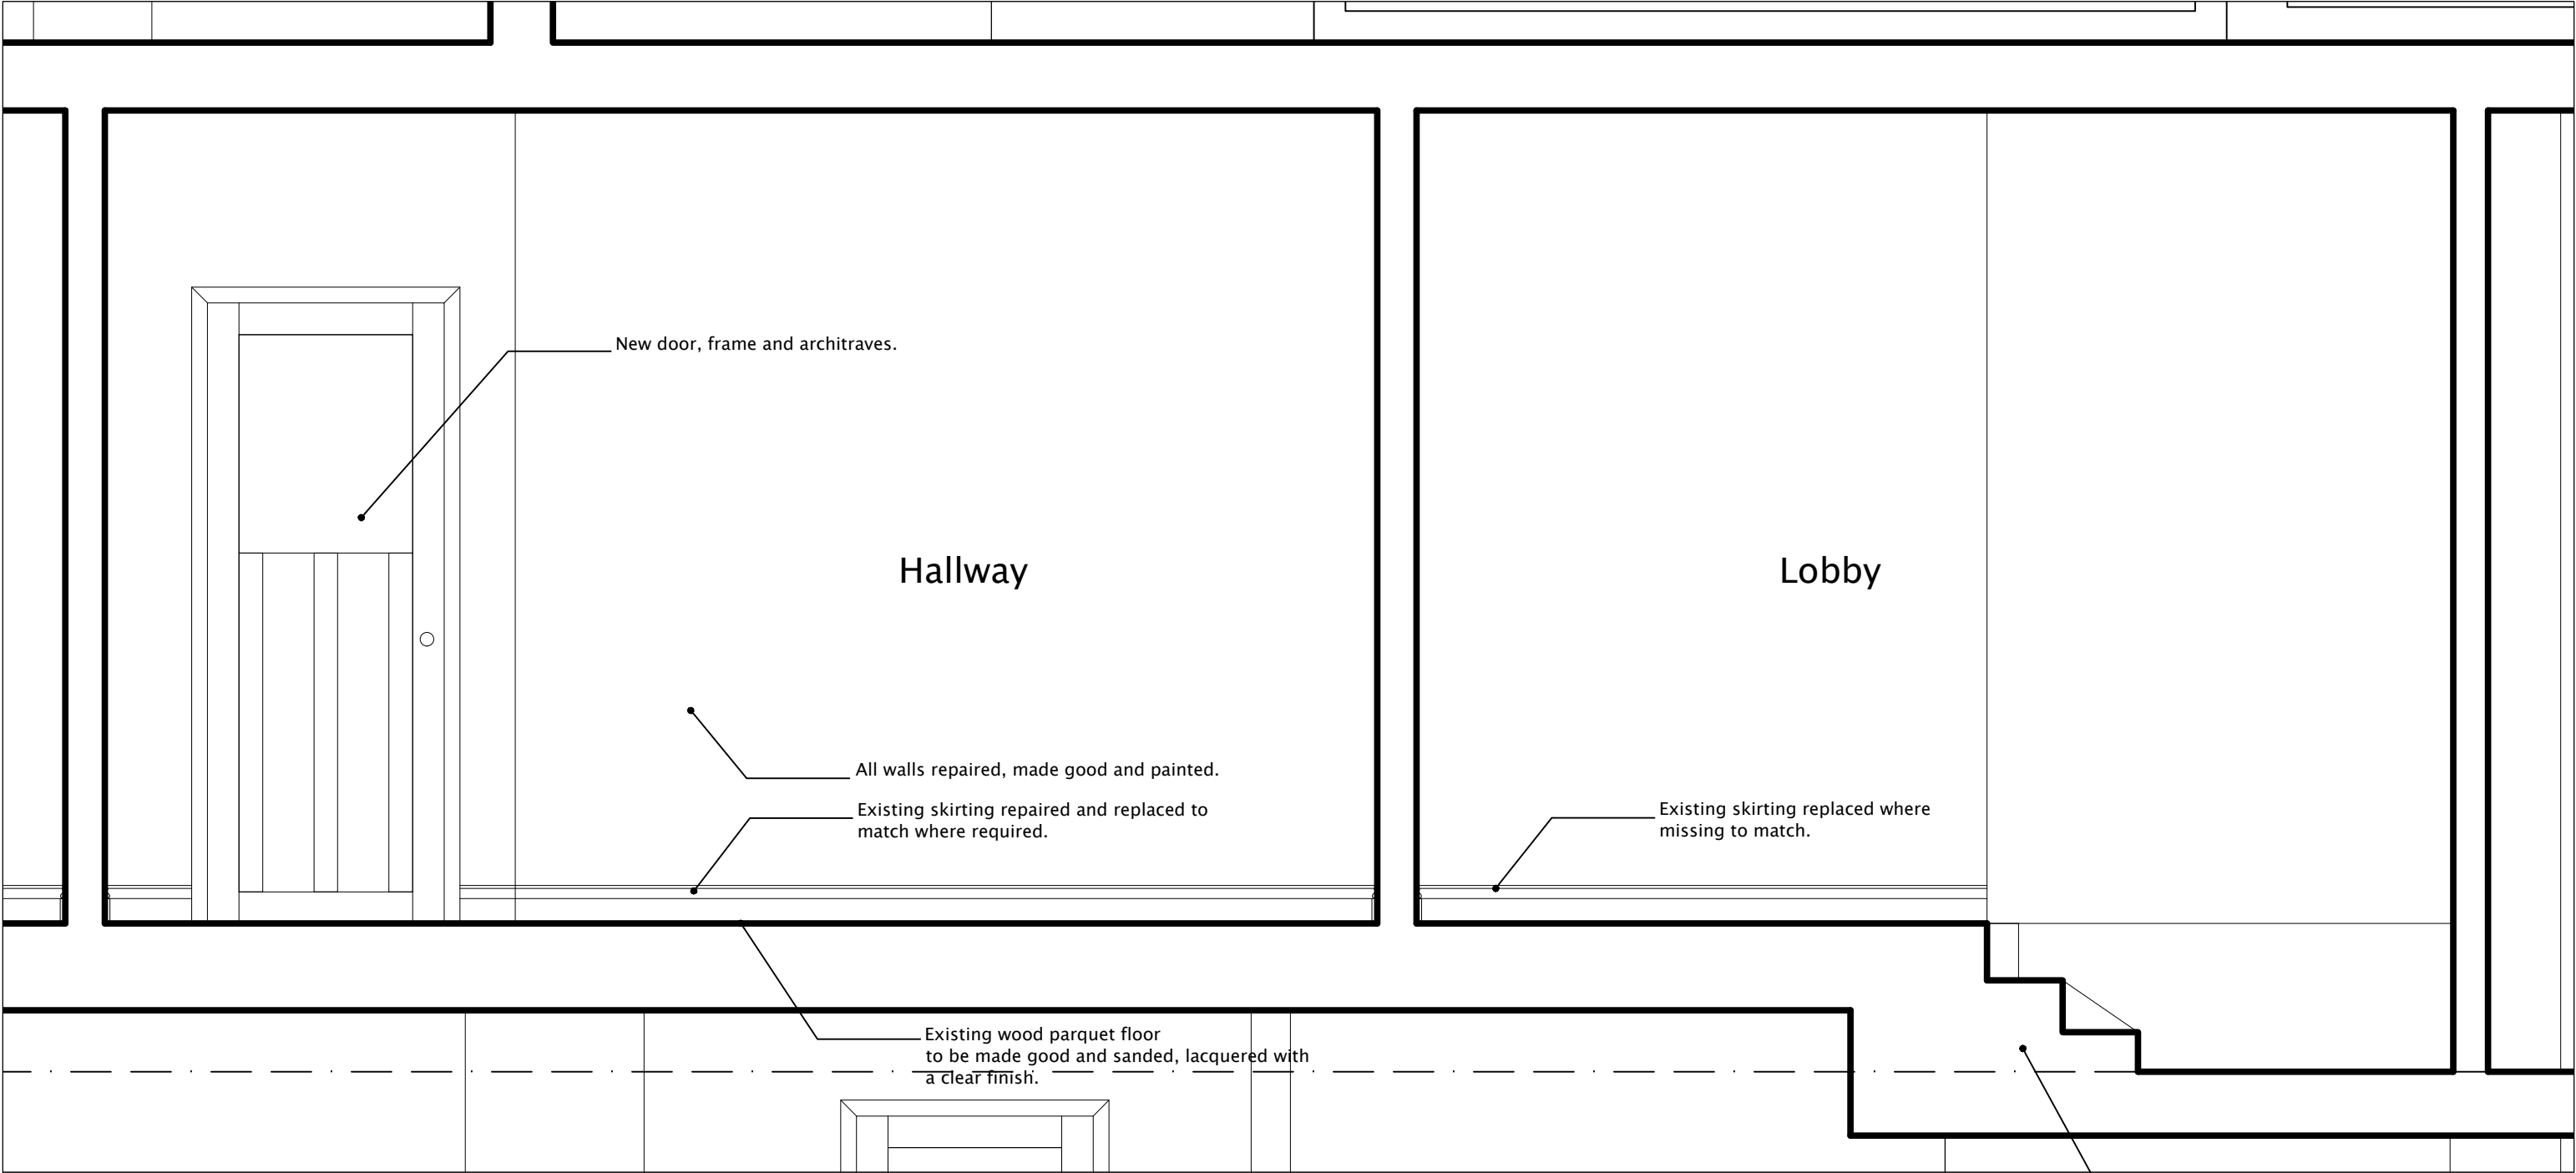 New door, frame and architraves.
Hallway
Lobby
All walls repaired, made good and painted.
Existing skirting repaired and replaced to
match where required.
Existing skirting replaced where
missing to match.
Existing wood parquet floor
to be made good and sanded, lacquered with
a clear finish.